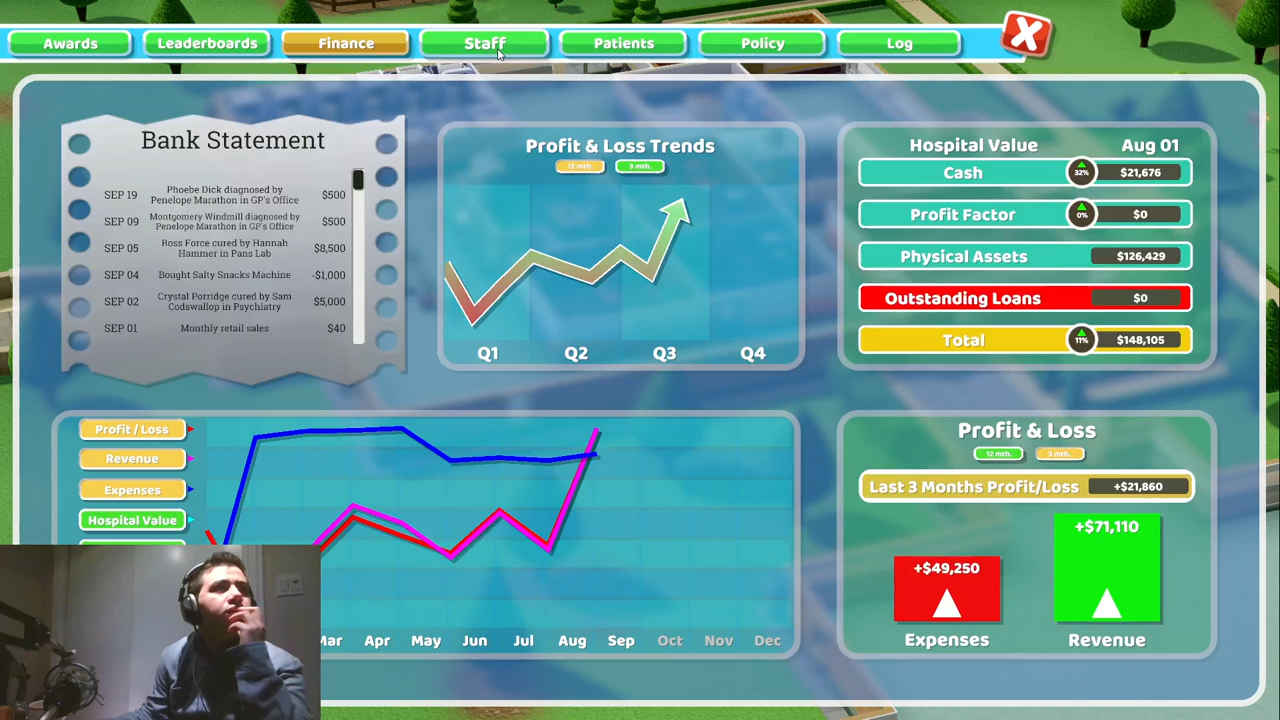 Awards
Leaderboards
Finance
Staff
Patients
Policy
Log
X
Bank Statement
SEP 19 Phoebe Dick diagnosed by $500
Penelope Marathon in GP's Office
SEP 09 Montgomery Windmill diagnosed by $500
Penelope Marathon in GP's Office
SEP 05 Ross Force cured by Hannah $8,500
Hammer in Pans Lab
SEP 04 Bought Salty Snacks Machine -$1,000
SEP 02 Crystal Porridge cured by Sam $5,000
Codswallop in Psychiatry
SEP 01 Monthly retail sales $40
Profit & Loss Trends
12 mth. 3 mth.
Q1 Q2 Q3 Q4
Hospital Value Aug 01
Cash 32% $21,676
Profit Factor 0% $0
Physical Assets $126,429
Outstanding Loans $0
Total 11% $148,105
Profit / Loss
Revenue
Expenses
Hospital Value
Mar Apr May Jun Jul Aug Sep Oct Nov Dec
Profit & Loss
12 mth. 3 mth.
Last 3 Months Profit/Loss +$21,860
+$49,250
+$71,110
Expenses Revenue